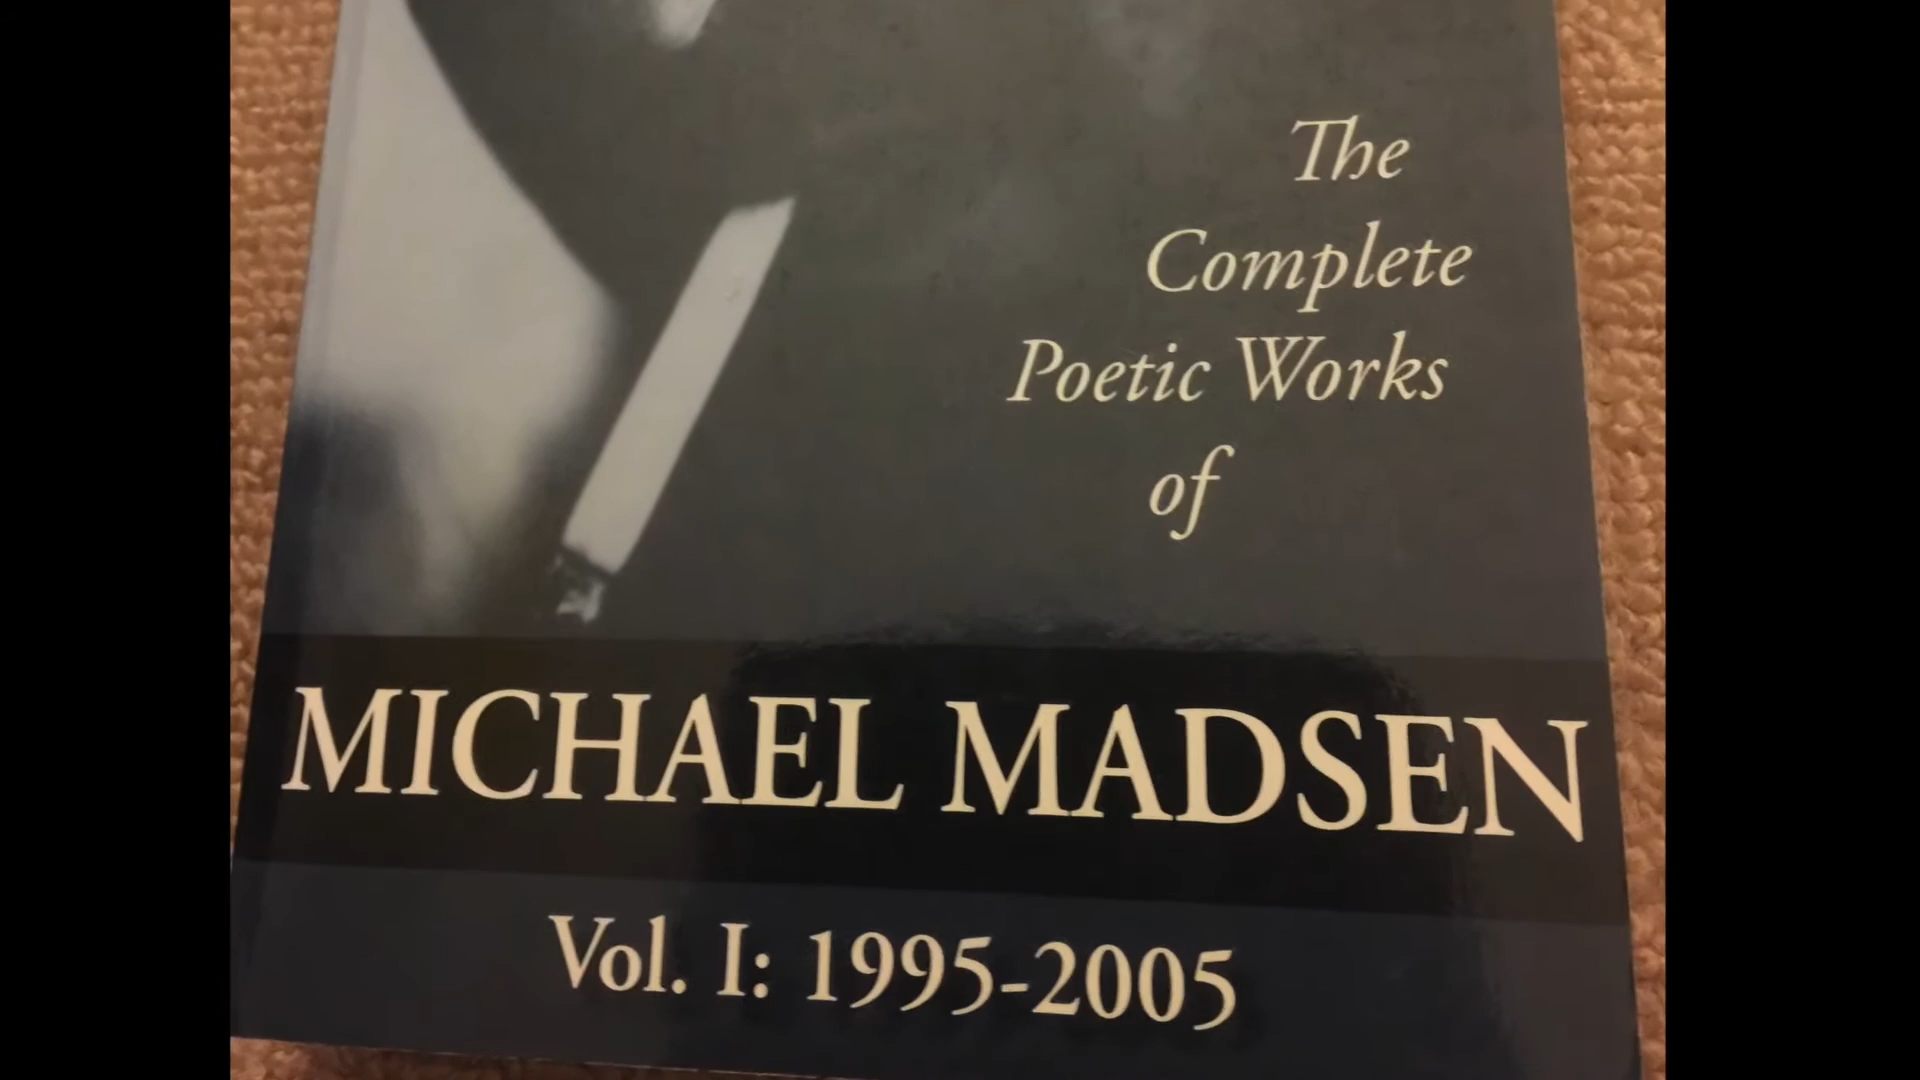 The
Complete
Poetic Works
of
MICHAEL MADSEN
Vol. I: 1995-2005